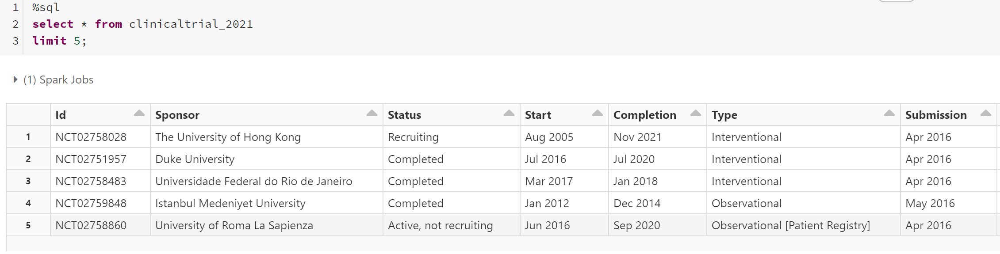 1 %sql
2 select * from clinicaltrial_2021
3 limit 5;
(1) Spark Jobs
Id Sponsor Status Start Completion Type Submission
1 NCT02758028 The University of Hong Kong Recruiting Aug 2005 Nov 2021 Interventional Apr 2016
2 NCT02751957 Duke University Completed Jul 2016 Jul 2020 Interventional Apr 2016
3 NCT02758483 Universidade Federal do Rio de Janeiro Completed Mar 2017 Jan 2018 Interventional Apr 2016
4 NCT02759848 Istanbul Medeniyet University Completed Jan 2012 Dec 2014 Observational May 2016
5 NCT02758860 University of Roma La Sapienza Active, not recruiting Jun 2016 Sep 2020 Observational [Patient Registry] Apr 2016